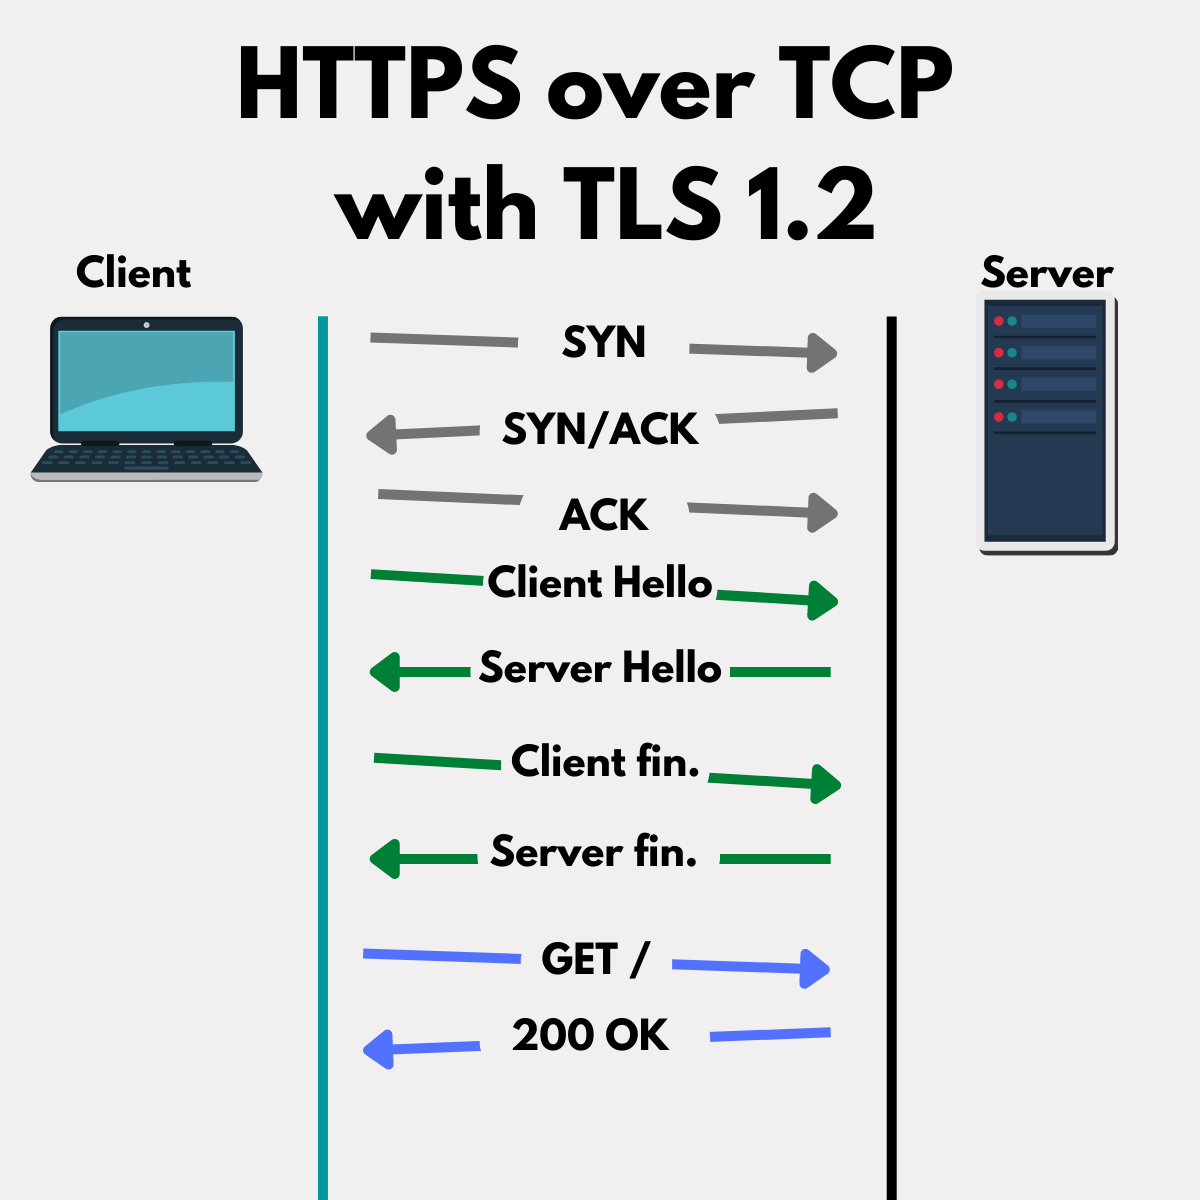 HTTPS over TCP
with TLS 1.2
Client
Server
SYN
SYN/ACK
ACK
Client Hello
Server Hello
Client fin.
Server fin.
GET /
200 OK